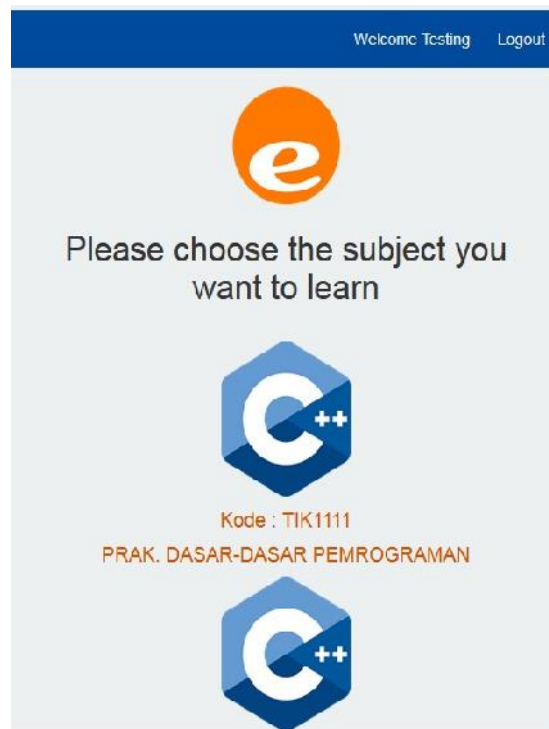 Welcome Testing Logout
e
Please choose the subject you
want to learn
C++
Kode : TIK1111
PRAK. DASAR-DASAR PEMROGRAMAN
C++